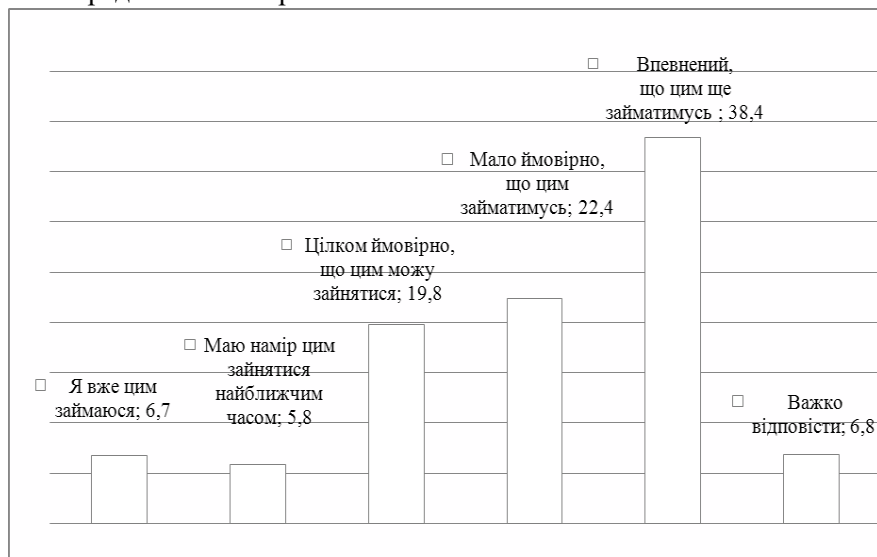 Впевнений,
що цим ще
займатимусь ; 38,4
Мало ймовірно,
що цим
займатимусь; 22,4
Цілком ймовірно,
що цим можу
зайнятися; 19,8
Маю намір цим
зайнятися
найближчим
часом; 5,8
Я вже цим
займаюся; 6,7
Важко
відповісти; 6,8